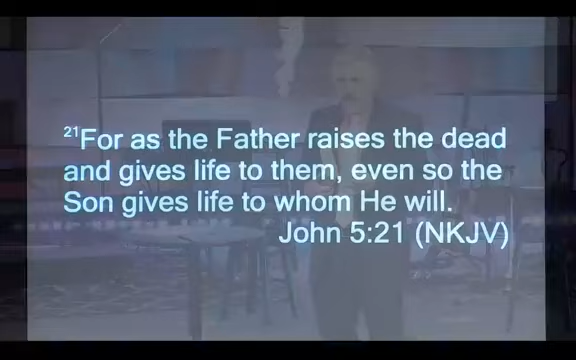 ²¹For as the Father raises the dead
and gives life to them, even so the
Son gives life to whom He will.
John 5:21 (NKJV)